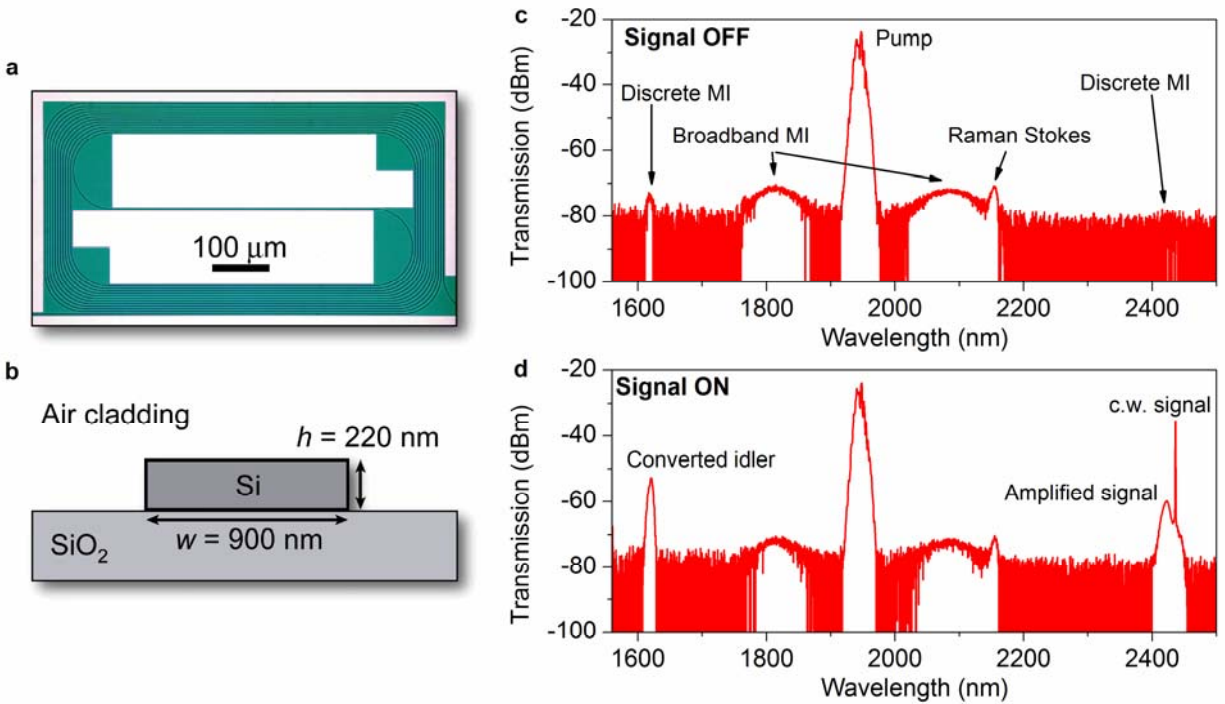 a
100 μm
b
Air cladding
h = 220 nm
Si
w = 900 nm
SiO2
c
Signal OFF
Pump
Discrete MI
Broadband MI
Raman Stokes
Discrete MI
Transmission (dBm)
-20
-40
-60
-80
-100
1600 1800 2000 2200 2400
Wavelength (nm)
d
Signal ON
c.w. signal
Converted idler
Amplified signal
Transmission (dBm)
-20
-40
-60
-80
-100
1600 1800 2000 2200 2400
Wavelength (nm)